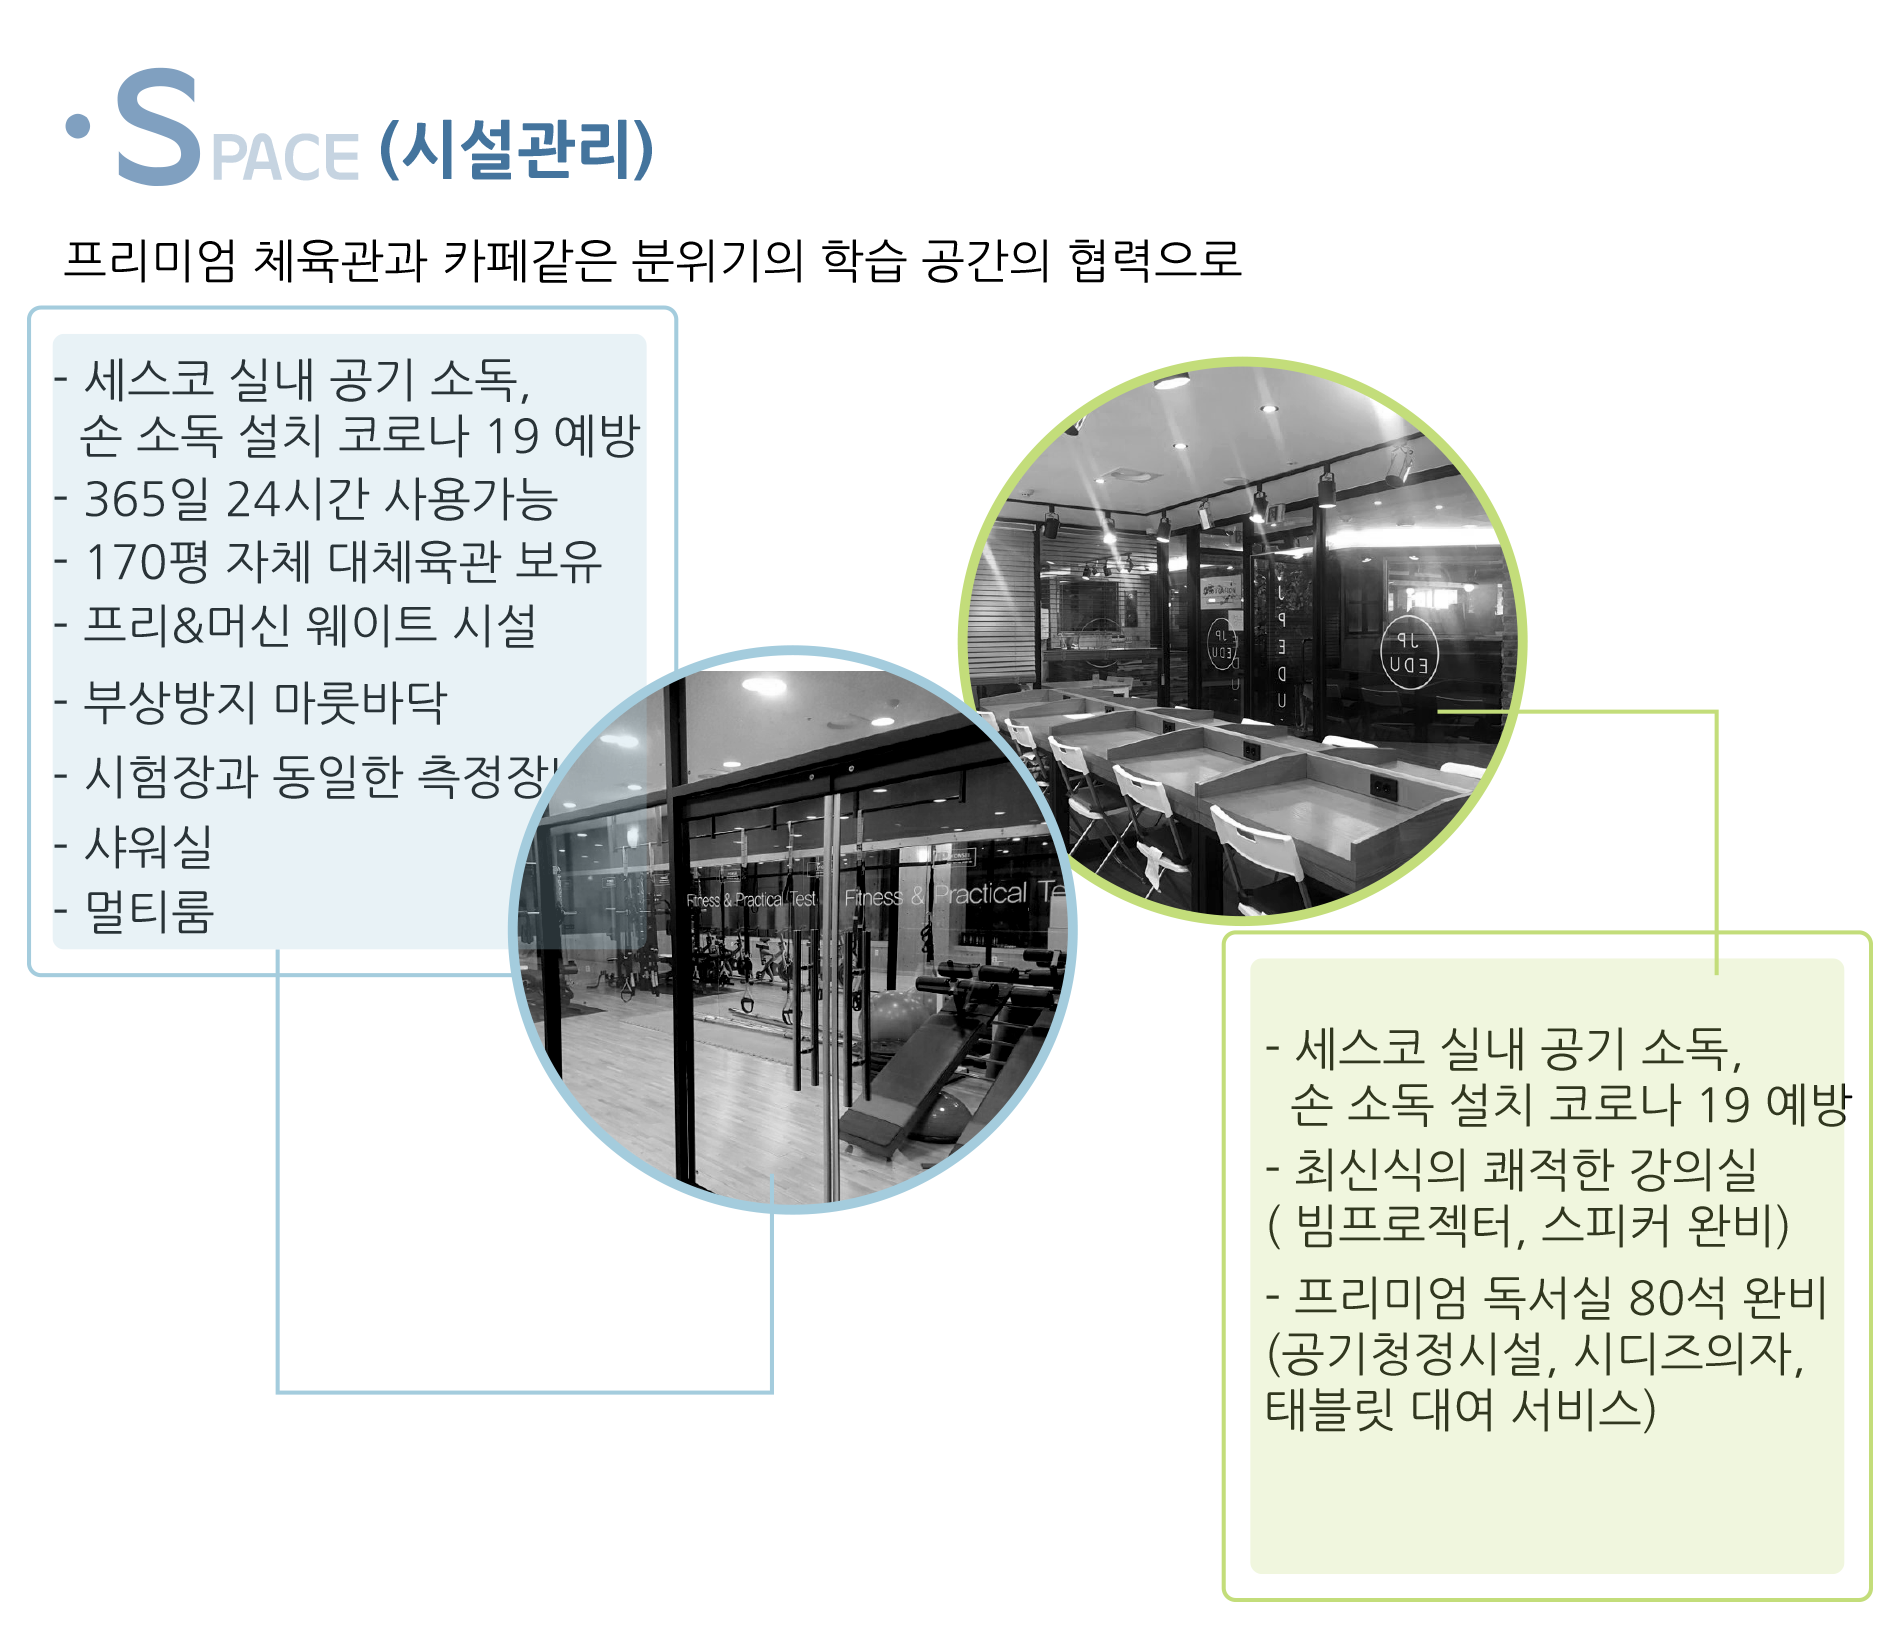 • SPACE (시설관리)
프리미엄 체육관과 카페같은 분위기의 학습 공간의 협력으로
- 세스코 실내 공기 소독,
손 소독 설치 코로나 19 예방
- 365일 24시간 사용가능
- 170평 자체 대체육관 보유
- 프리&머신 웨이트 시설
- 부상방지 마룻바닥
- 시험장과 동일한
- 샤워실
- 멀티룸
JP
EDU
JPEDU
JP
EDU
Fitness & Practical Test
Fitness & Practical
- 세스코 실내 공기 소독,
손 소독 설치 코로나 19 예방
- 최신식의 쾌적한 강의실
( 빔프로젝터, 스피커 완비)
- 프리미엄 독서실 80석 완비
(공기청정시설, 시디즈의자,
태블릿 대여 서비스)